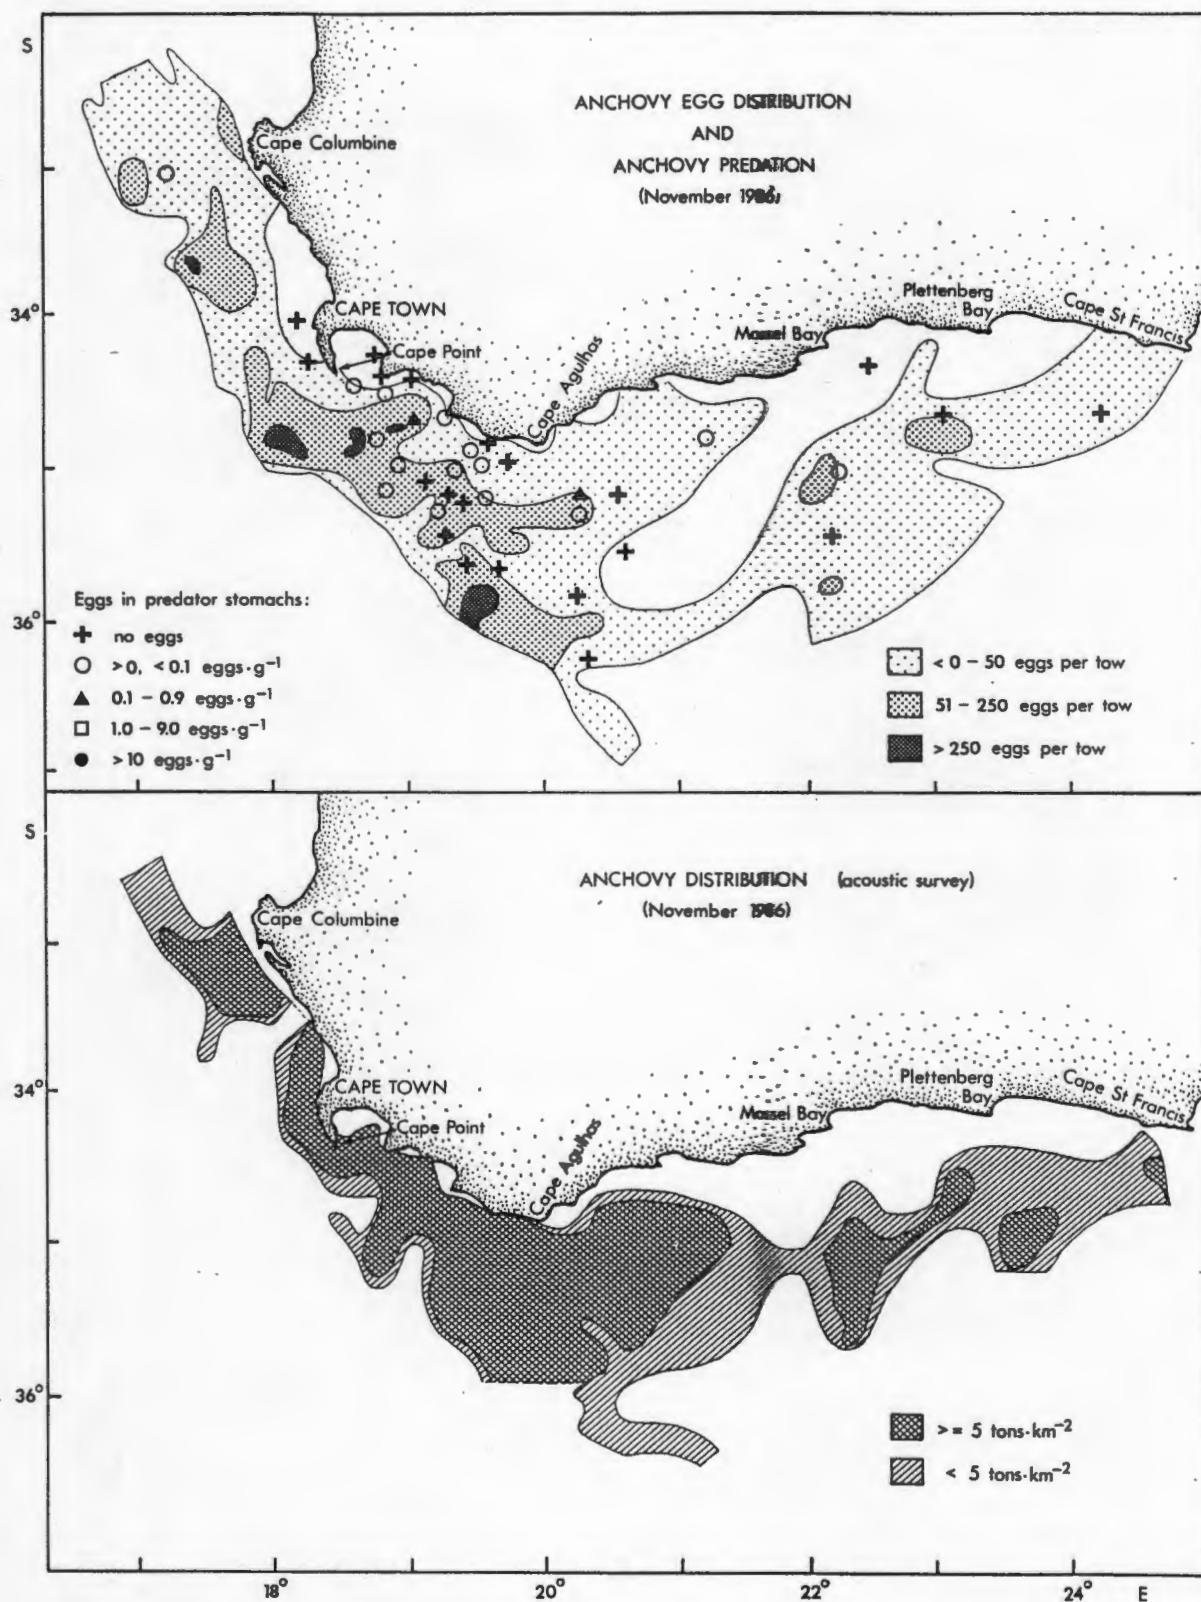 S
ANCHOVY EGG DISTRIBUTION
AND
ANCHOVY PREDATION
(November 1986)
Cape Columbine
34°
CAPE TOWN
Cape Point
Cape Agulhas
Mossel Bay
Plettenberg
Bay
Cape St Francis
Eggs in predator stomachs:
no eggs
>0, <0.1 eggs·g⁻¹
0.1 – 0.9 eggs·g⁻¹
1.0 – 9.0 eggs·g⁻¹
>10 eggs·g⁻¹
36°
< 0 – 50 eggs per tow
51 – 250 eggs per tow
> 250 eggs per tow
S
ANCHOVY DISTRIBUTION (acoustic survey)
(November 1986)
Cape Columbine
34°
CAPE TOWN
Cape Point
Cape Agulhas
Mossel Bay
Plettenberg
Bay
Cape St Francis
36°
>= 5 tons·km⁻²
< 5 tons·km⁻²
18° 20° 22° 24° E